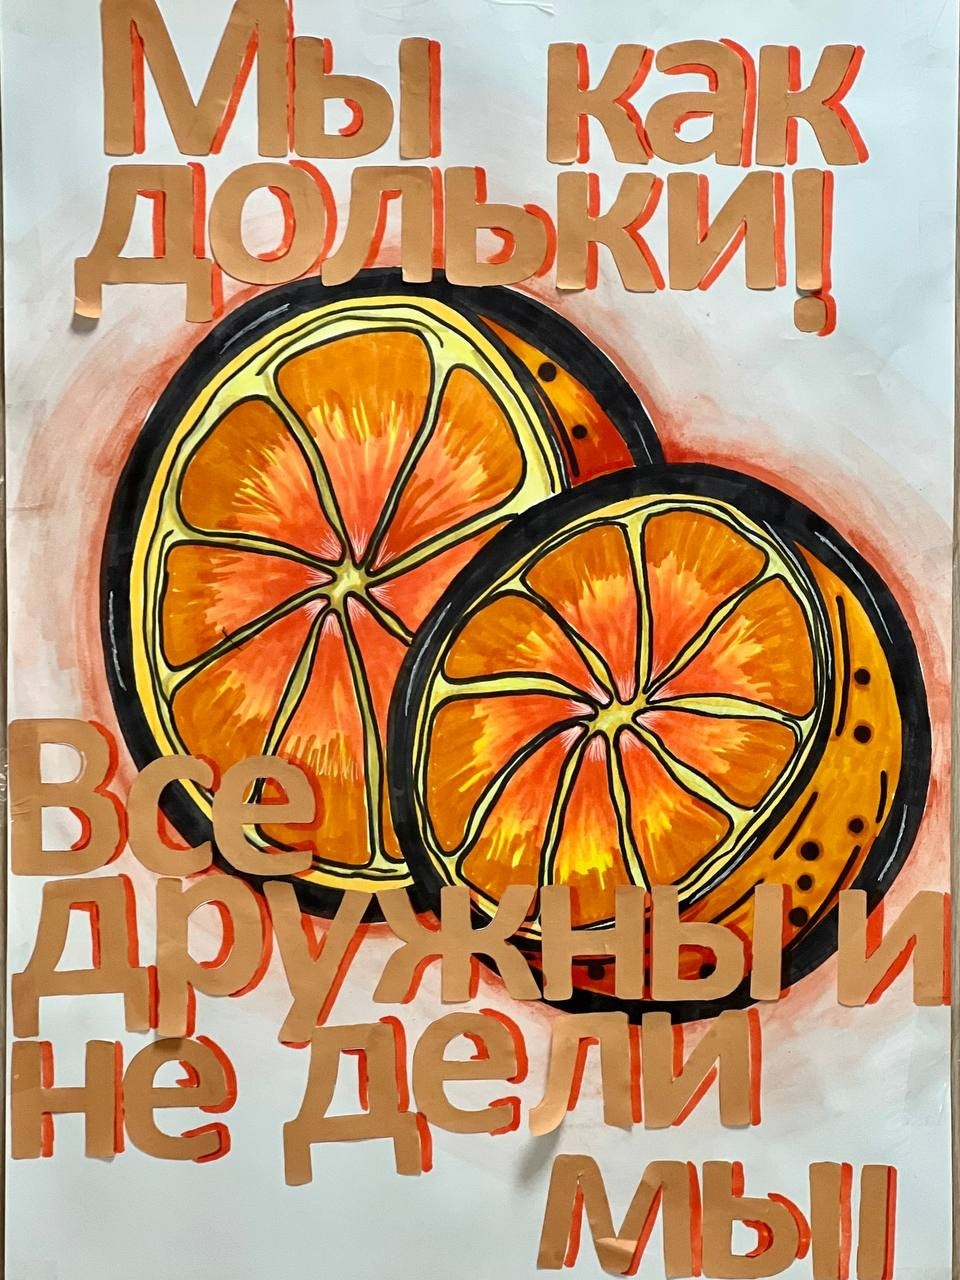 Мы как
дольки!
Все
дружны и
не дели
мы